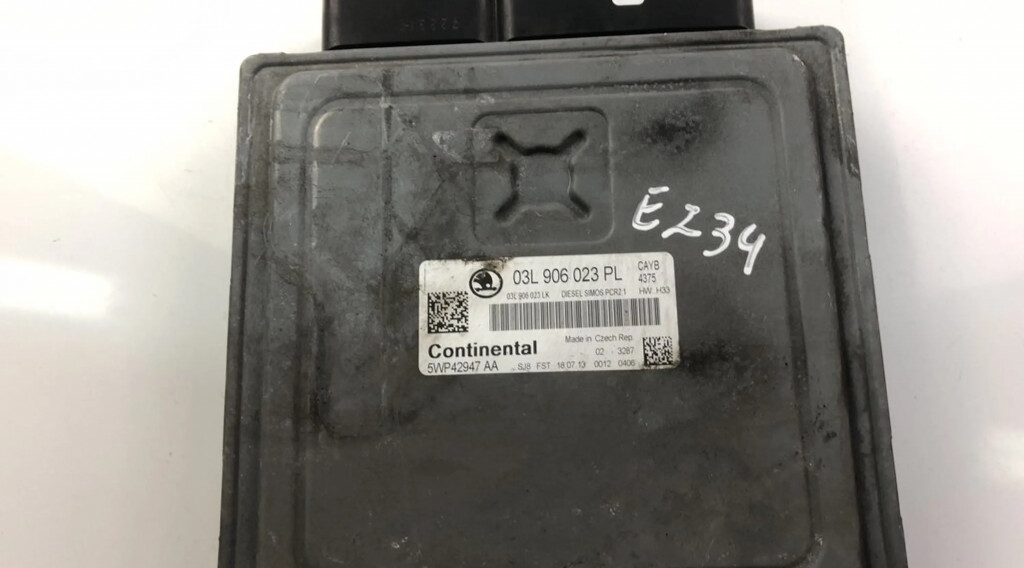 EZ34
03L 906 023 PL
CAYB
4375
03L 906 023 LK DIESEL SIMOS PCR2.1 HW: H33
Made in Czech Rep.
Continental
02 3287
5WP42947 AA SJ8 FST 18.07.13 0012 0406